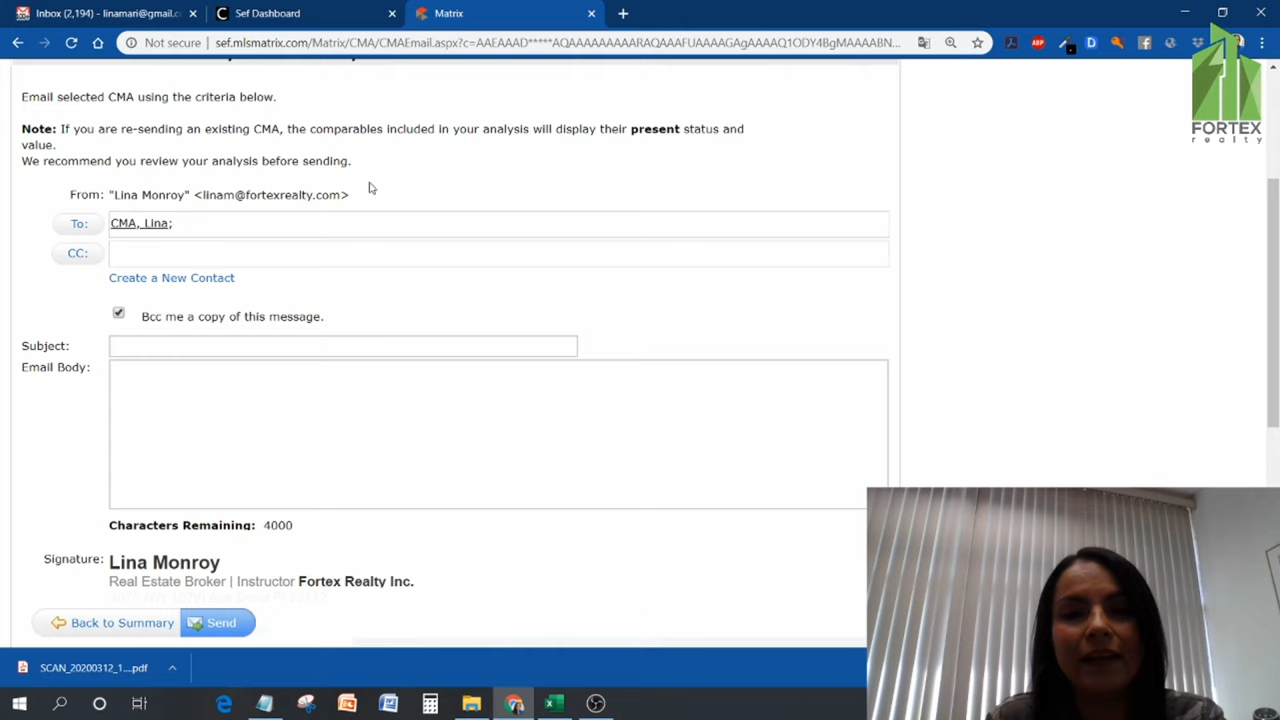 Inbox (2,194) - linamari@gmail.c
Sef Dashboard
Matrix
Not secure
sef.mlsmatrix.com/Matrix/CMA/CMAEmail.aspx?c=AAEAAAD*****AQAAAAAAAARAQAAAFUAAAAGAgAAAAQ1ODY4BgMAAAABN...
FORTEX
realty
Email selected CMA using the criteria below.
Note: If you are re-sending an existing CMA, the comparables included in your analysis will display their present status and
value.
We recommend you review your analysis before sending.
From: "Lina Monroy" <linam@fortexrealty.com>
To: CMA, Lina;
CC:
Create a New Contact
Bcc me a copy of this message.
Subject:
Email Body:
Characters Remaining: 4000
Signature: Lina Monroy
Real Estate Broker | Instructor Fortex Realty Inc.
Back to Summary
Send
SCAN_20200312_1....pdf